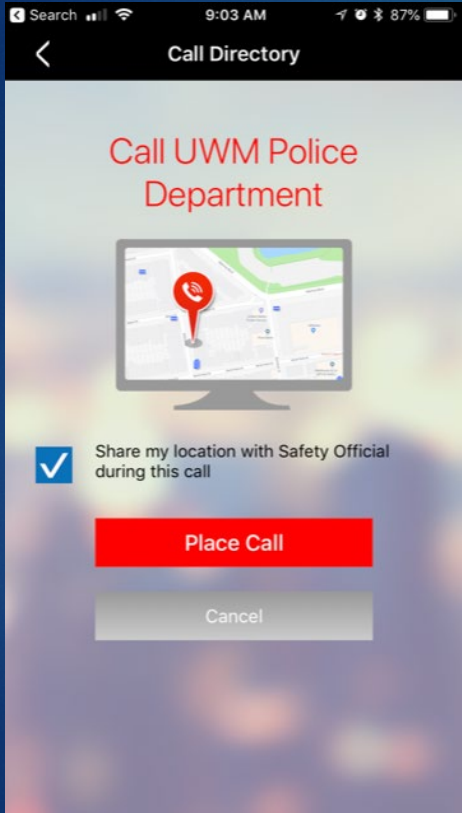 Search 9:03 AM 87%
Call Directory
Call UWM Police
Department
Share my location with Safety Official
during this call
Place Call
Cancel